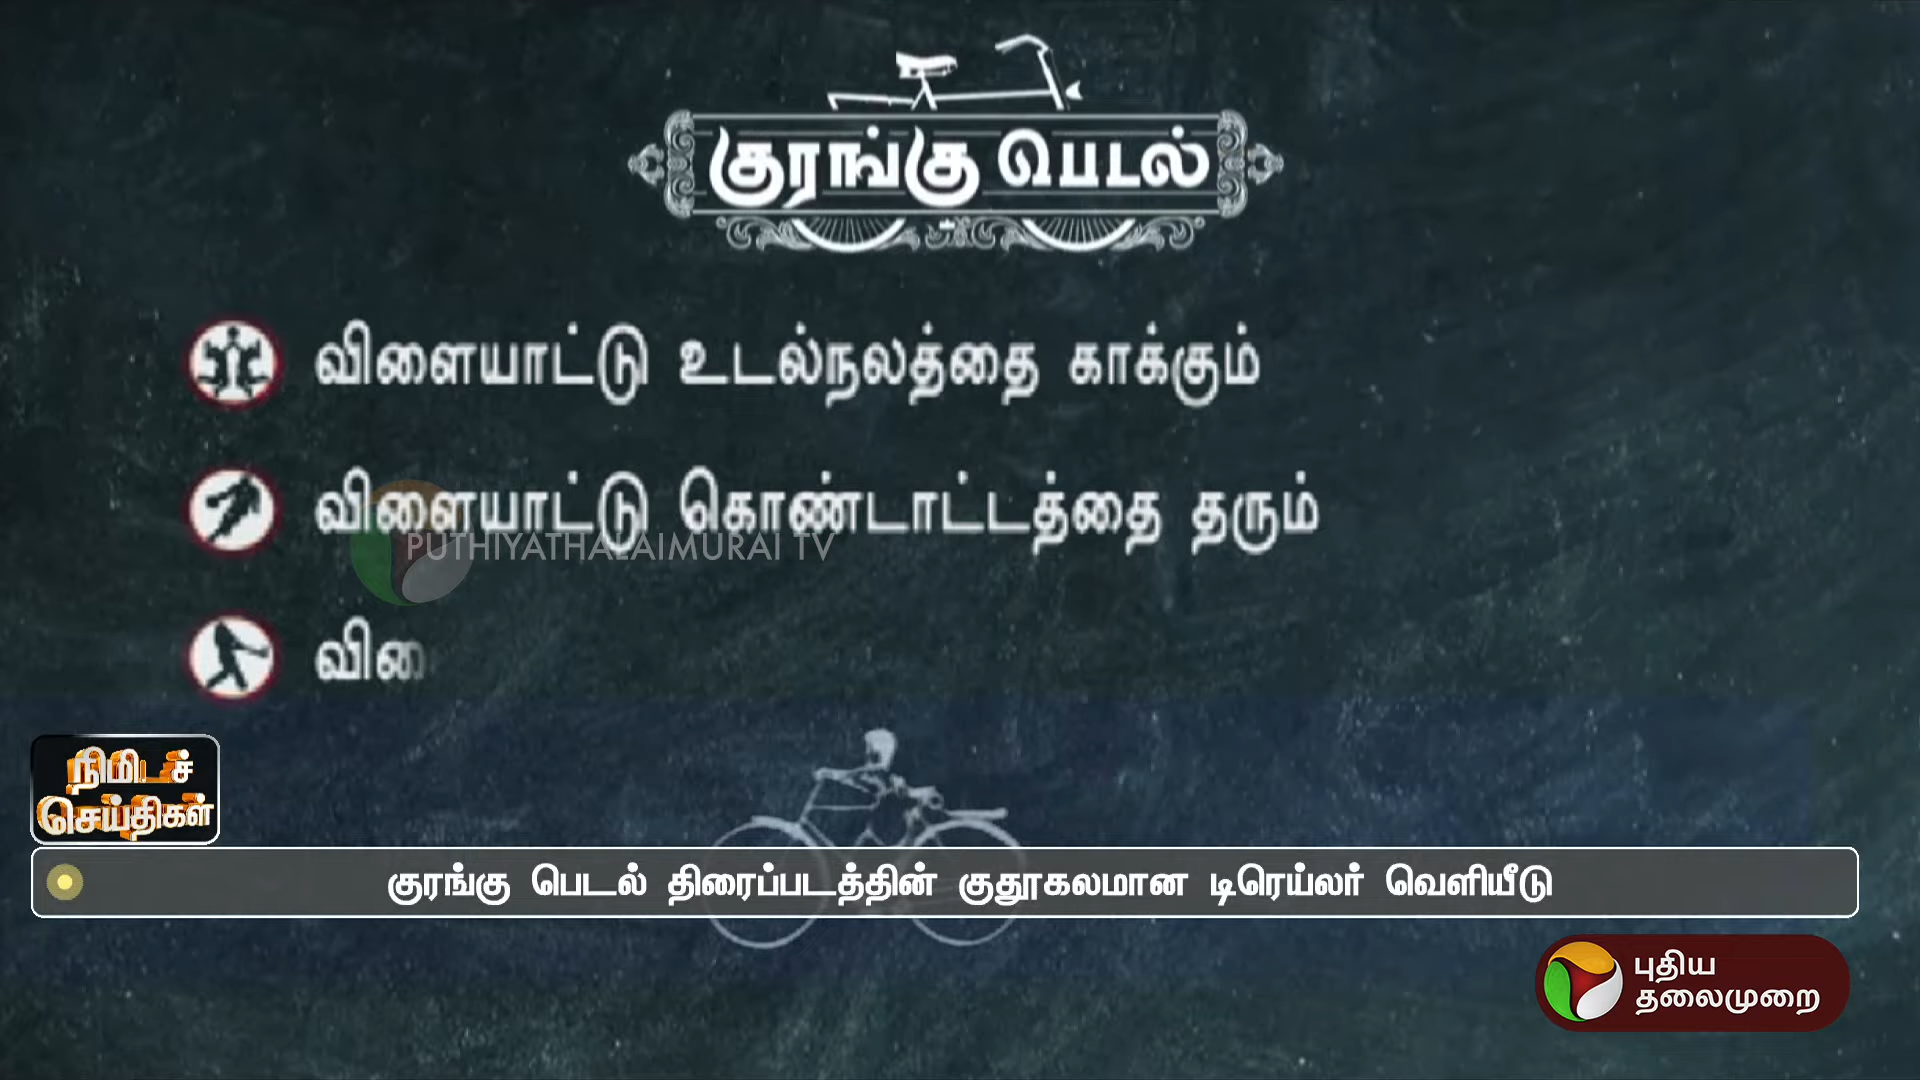 குரங்கு பெடல்
விளையாட்டு உடல்நலத்தை காக்கும்
விளையாட்டு கொண்டாட்டத்தை தரும்
PUTHIYATHALAIMURAI TV
விளை
நிமிடச்
செய்திகள்
குரங்கு பெடல் திரைப்படத்தின் குதூகலமான டிரெய்லர் வெளியீடு
புதிய
தலைமுறை